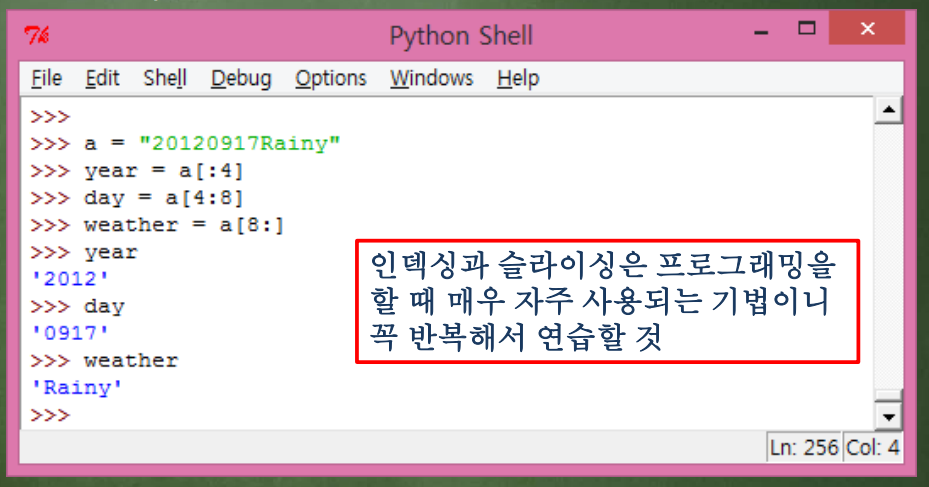 Python Shell
File Edit Shell Debug Options Windows Help
>>>
>>> a = "20120917Rainy"
>>> year = a[:4]
>>> day = a[4:8]
>>> weather = a[8:]
>>> year
'2012'
>>> day
'0917'
>>> weather
'Rainy'
>>>
인덱싱과 슬라이싱은 프로그래밍을
할 때 매우 자주 사용되는 기법이니
꼭 반복해서 연습할 것
Ln: 256 Col: 4